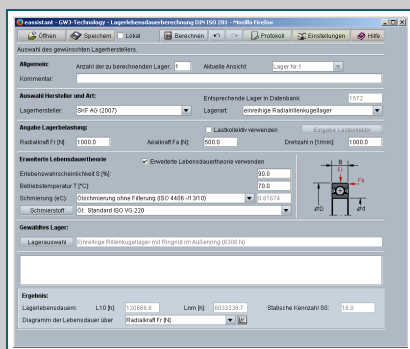 eassistant - GWJ-Technology - Lagerlebensdauerberechnung DIN ISO 281 - Mozilla Firefox
Öffnen Speichern Lokal Berechnen Protokoll Einstellungen Hilfe
Auswahl des gewünschten Lagerherstellers.
Allgemein: Anzahl der zu berechnenden Lager: 1 Aktuelle Ansicht: Lager Nr.1
Kommentar:
Auswahl Hersteller und Art: Entsprechende Lager in Datenbank: 1572
Lagerhersteller: SKF AG (2007) Lagerart: einreihige Radialrillenkugellager
Angabe Lagerbelastung: Lastkollektiv verwenden Eingabe Lastkollektiv
Radialkraft Fr [N]: 1000.0 Axialkraft Fa [N]: 500.0 Drehzahl n [1/min]: 1000.0
Erweiterte Lebensdauertheorie Erweiterte Lebensdauertheorie verwenden
Erlebenswahrscheinlichkeit S [%]: 90.0
Betriebstemperatur T [°C]: 70.0
Schmierung (eC): Ölschmierung ohne Filterung (ISO 4406 -/13/10) 0.81674
Schmierstoff Öl: Standard ISO VG 220
B
Fr
Fa
øD ød
Gewähltes Lager:
Lagerauswahl Einreihige Rillenkugellager mit Ringnut im Außenring (6306 N)
Ergebnis:
Lagerlebensdauern: L10 [h]: 120866.8 Lnm [h]: 6033338.7 Statische Kennzahl S0: 16.0
Diagramm der Lebensdauer über Radialkraft Fr [N]